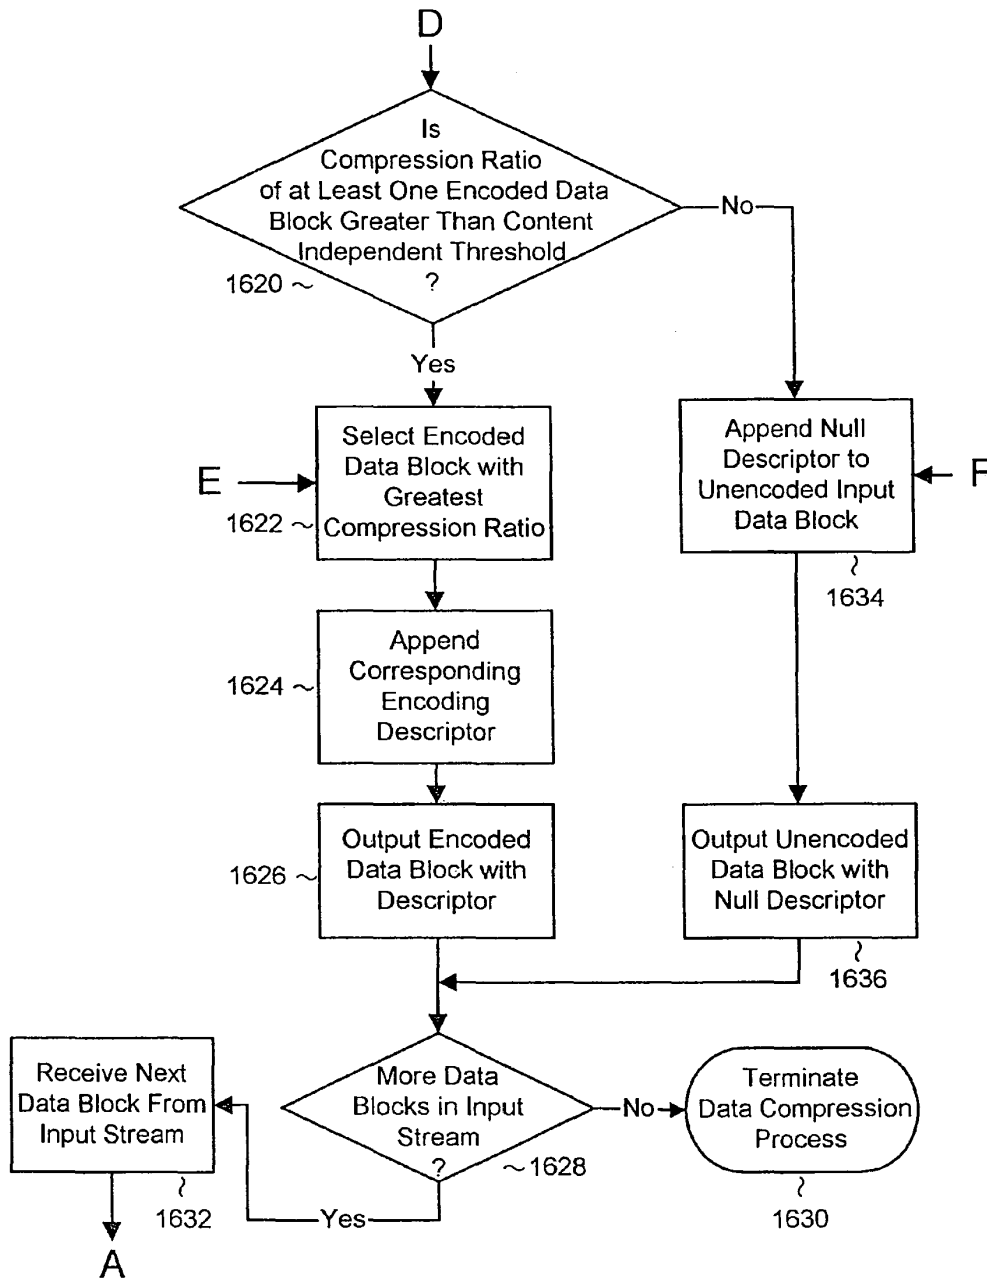 D
Is
Compression Ratio
of at Least One Encoded Data
Block Greater Than Content
Independent Threshold
?
1620 ~
No
Yes
Select Encoded
Data Block with
Greatest
Compression Ratio
E
1622 ~
Append Null
Descriptor to
Unencoded Input
Data Block
F
~
1634
Append
Corresponding
Encoding
Descriptor
1624 ~
Output Encoded
Data Block with
Descriptor
1626 ~
Output Unencoded
Data Block with
Null Descriptor
~
1636
Receive Next
Data Block From
Input Stream
~
1632
A
More Data
Blocks in Input
Stream
?
~1628
Yes
No
Terminate
Data Compression
Process
~
1630